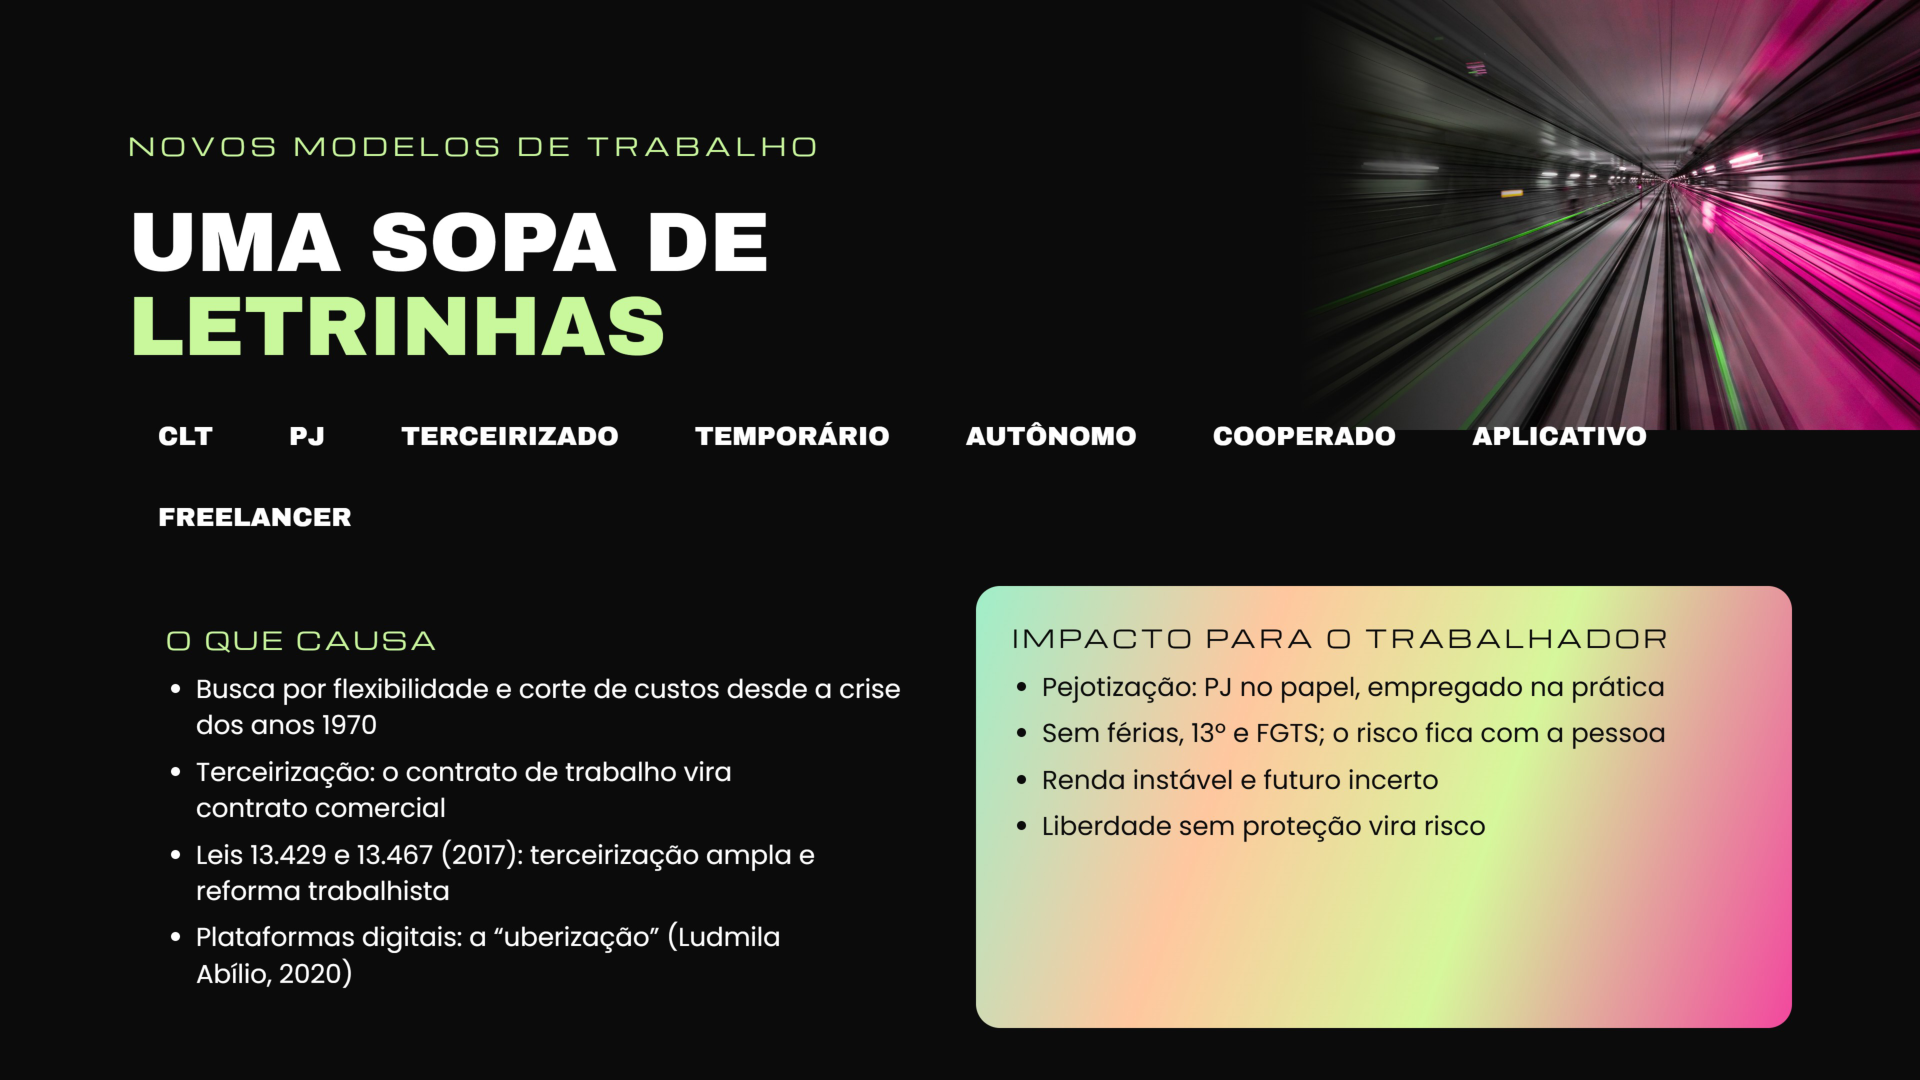 NOVOS MODELOS DE TRABALHO
UMA SOPA DE
LETRINHAS
CLT PJ TERCEIRIZADO TEMPORÁRIO AUTÔNOMO COOPERADO APLICATIVO
FREELANCER
O QUE CAUSA
• Busca por flexibilidade e corte de custos desde a crise
dos anos 1970
• Terceirização: o contrato de trabalho vira
contrato comercial
• Leis 13.429 e 13.467 (2017): terceirização ampla e
reforma trabalhista
• Plataformas digitais: a “uberização” (Ludmila
Abílio, 2020)
IMPACTO PARA O TRABALHADOR
• Pejotização: PJ no papel, empregado na prática
• Sem férias, 13º e FGTS; o risco fica com a pessoa
• Renda instável e futuro incerto
• Liberdade sem proteção vira risco